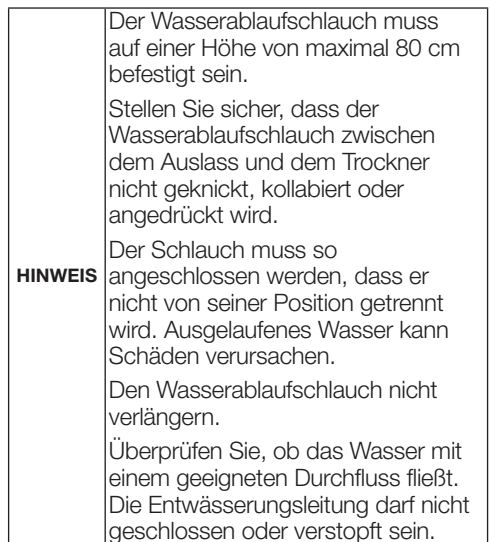 Der Wasserablaufschlauch muss
auf einer Höhe von maximal 80 cm
befestigt sein.
Stellen Sie sicher, dass der
Wasserablaufschlauch zwischen
dem Auslass und dem Trockner
nicht geknickt, kollabiert oder
angedrückt wird.
Der Schlauch muss so
HINWEIS angeschlossen werden, dass er
nicht von seiner Position getrennt
wird. Ausgelaufenes Wasser kann
Schäden verursachen.
Den Wasserablaufschlauch nicht
verlängern.
Überprüfen Sie, ob das Wasser mit
einem geeigneten Durchfluss fließt.
Die Entwässerungsleitung darf nicht
geschlossen oder verstopft sein.